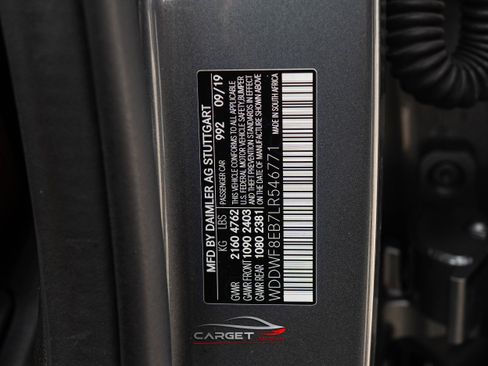 MFD BY DAIMLER AG STUTTGART
KG LBS PASSENGER CAR 992 09/19
GVWR 2160 4762 THIS VEHICLE CONFORMS TO ALL APPLICABLE
GAWR FRONT 1090 2403 U.S. FEDERAL MOTOR VEHICLE SAFETY, BUMPER
GAWR REAR 1080 2381 AND THEFT PREVENTION STANDARDS IN EFFECT
ON THE DATE OF MANUFACTURE SHOWN ABOVE
WDDWF8EB7LR546771 MADE IN SOUTH AFRICA
CARGET